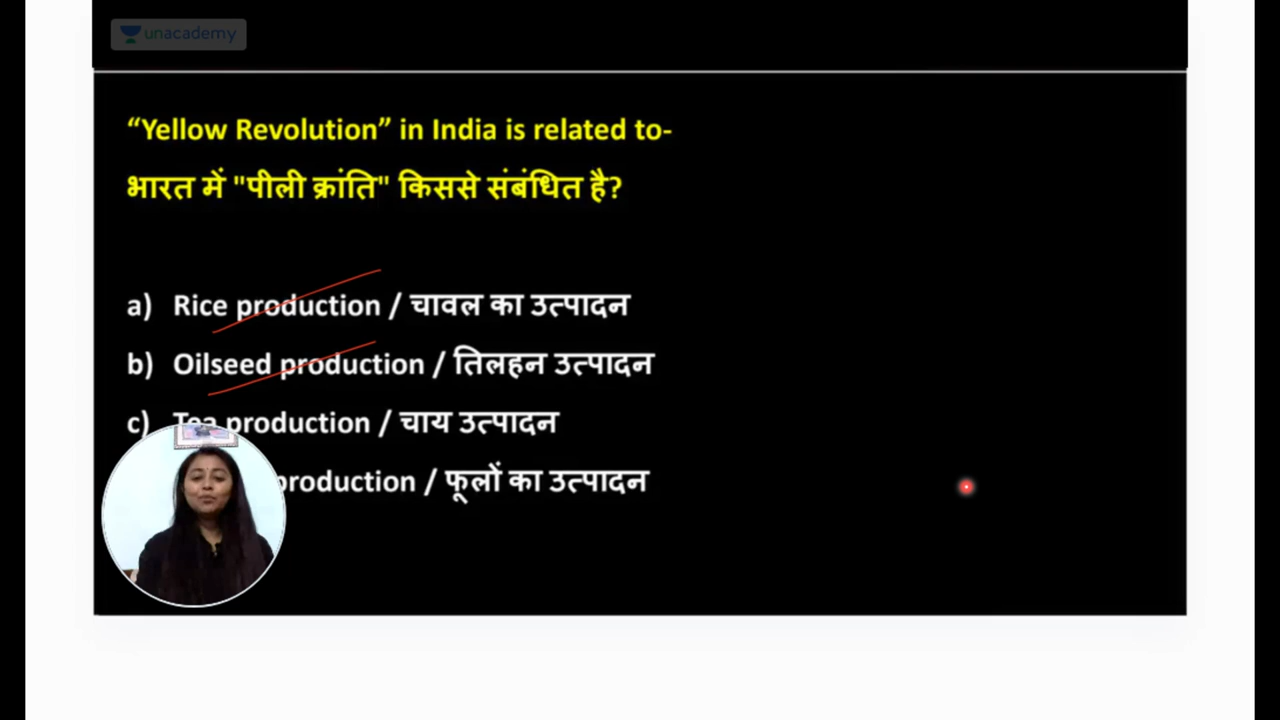 unacademy
“Yellow Revolution” in India is related to-
भारत में "पीली क्रांति" किससे संबंधित है?
a) Rice production / चावल का उत्पादन
b) Oilseed production / तिलहन उत्पादन
c) Tea production / चाय उत्पादन
production / फूलों का उत्पादन